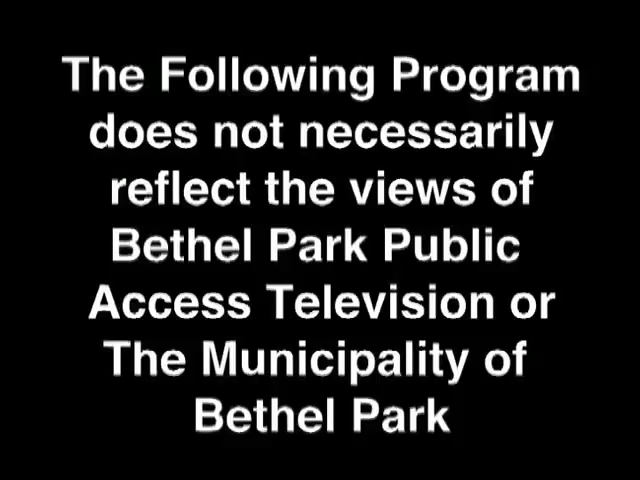 The Following Program
does not necessarily
reflect the views of
Bethel Park Public
Access Television or
The Municipality of
Bethel Park